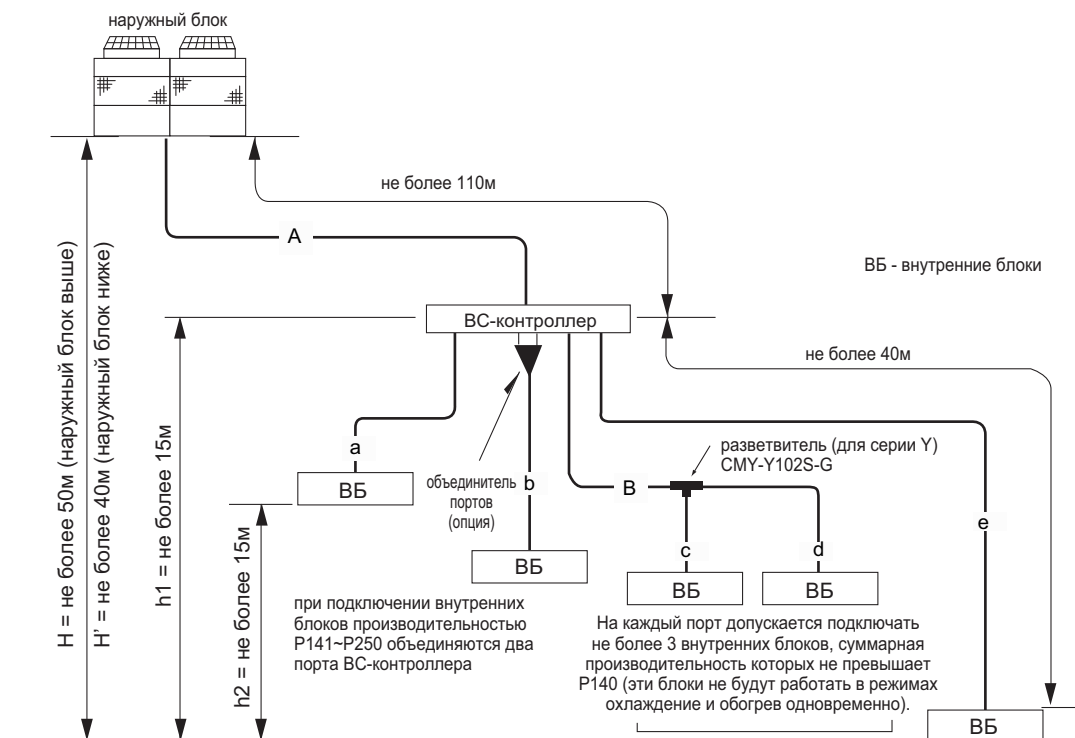 наружный блок
не более 110м
A
ВБ - внутренние блоки
H = не более 50м (наружный блок выше)
H' = не более 40м (наружный блок ниже)
h1 = не более 15м
ВС-контроллер
не более 40м
a
ВБ
объединитель
портов
(опция)
b
B
разветвитель (для серии Y)
CMY-Y102S-G
e
c
d
ВБ
ВБ
ВБ
h2 = не более 15м
при подключении внутренних
блоков производительностью
P141~P250 объединяются два
порта ВС-контроллера
На каждый порт допускается подключать
не более 3 внутренних блоков, суммарная
производительность которых не превышает
P140 (эти блоки не будут работать в режимах
охлаждение и обогрев одновременно).
ВБ